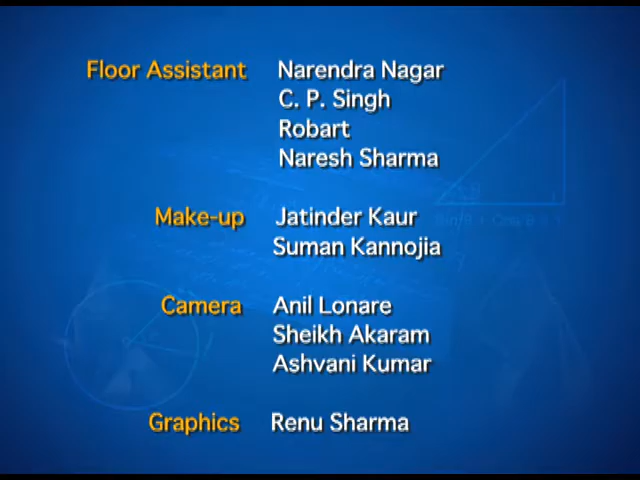 Floor Assistant Narendra Nagar
C. P. Singh
Robart
Naresh Sharma
Make-up Jatinder Kaur
Suman Kannojia
Camera Anil Lonare
Sheikh Akaram
Ashvani Kumar
Graphics Renu Sharma